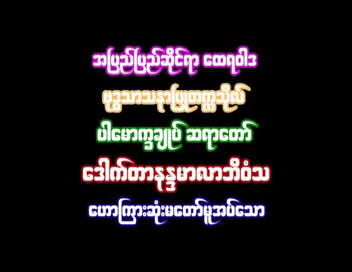 အပြည်ပြည်ဆိုင်ရာ ထေရဝါဒ
ဗုဒ္ဓသာသနာပြုတက္ကသိုလ်
ပါမောက္ခချုပ် ဆရာတော်
ဒေါက်တာနန္ဒမာလာဘိဝံသ
ဟောကြားဆုံးမတော်မူအပ်သော